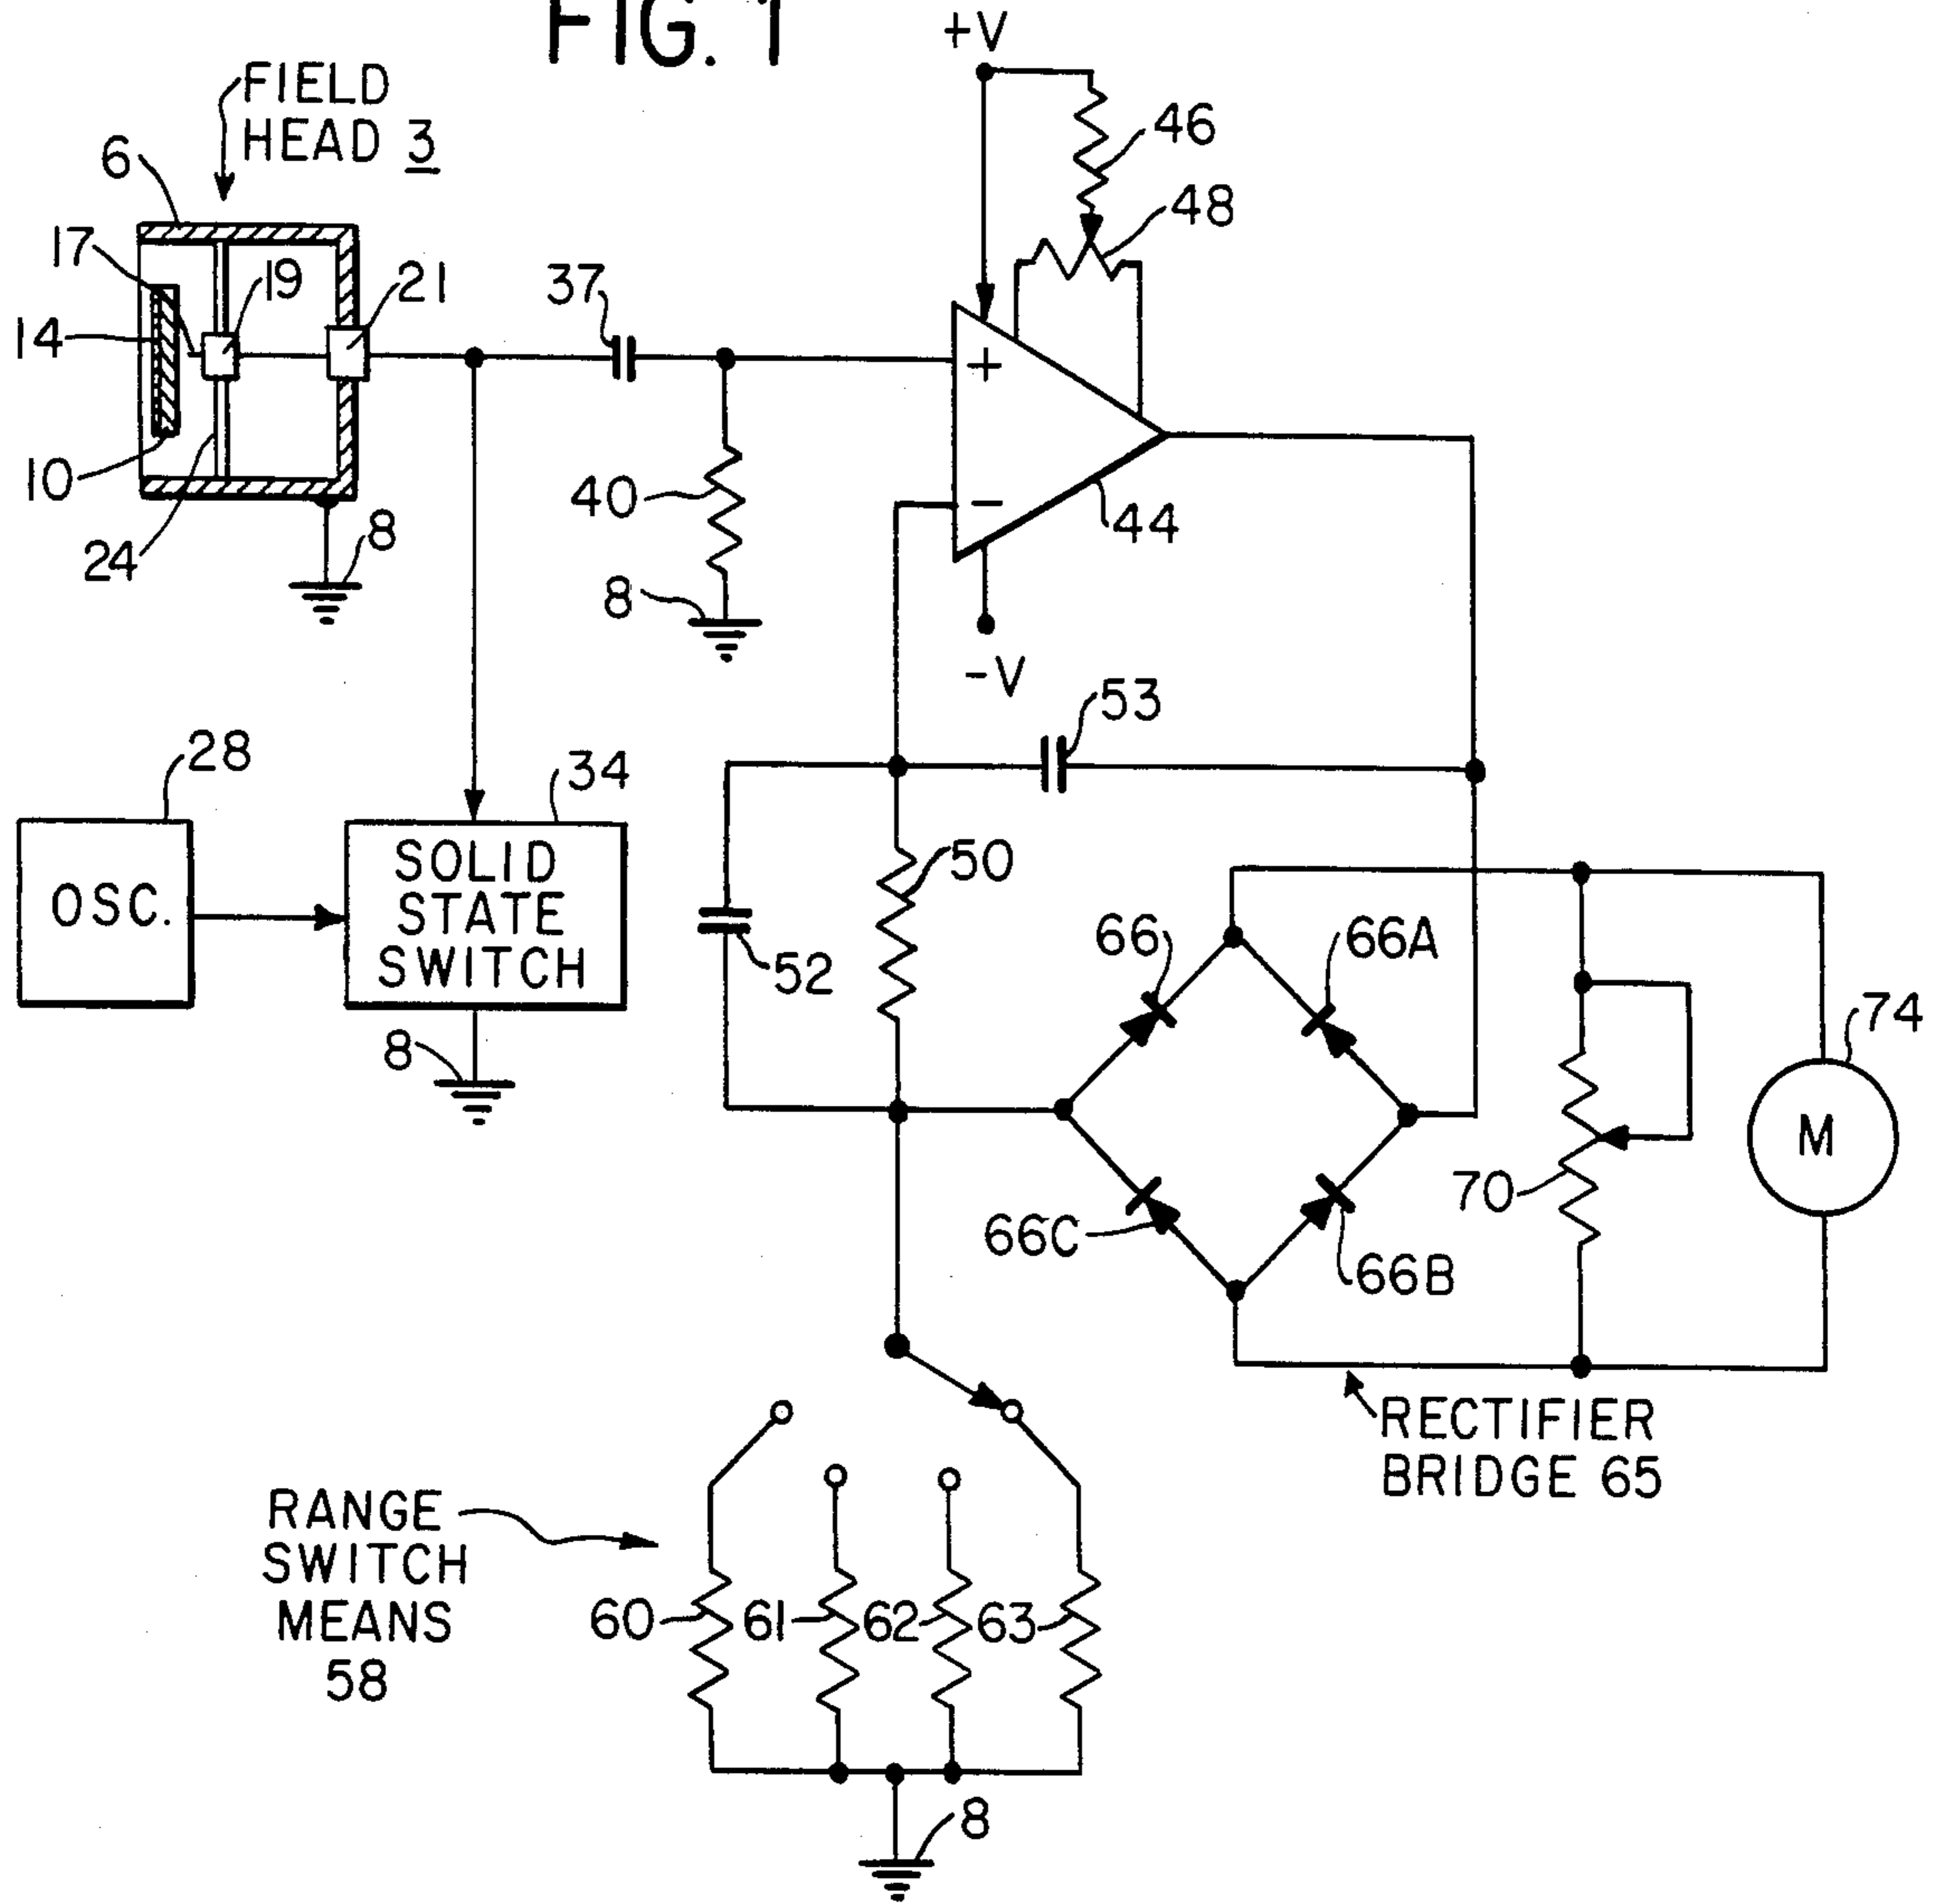 FIG. 1
+V
FIELD
HEAD 3
6
46
48
17
19
21
37
14
+
10
40
−
44
24
8
8
-V
53
28
34
50
OSC.
SOLID
STATE
SWITCH
52
66
66A
8
74
M
70
66C
66B
RECTIFIER
BRIDGE 65
RANGE
SWITCH
MEANS
58
60
61
62
63
8